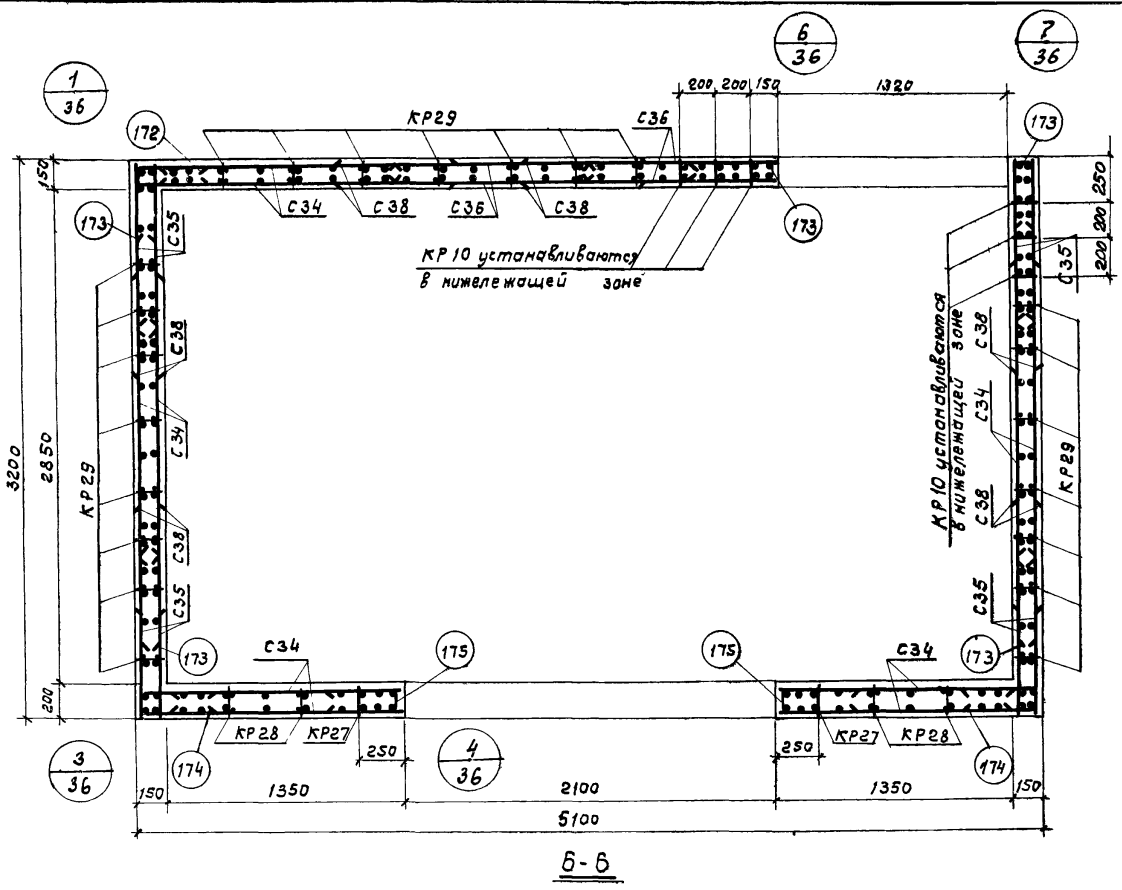 1
36
6
36
7
36
200
200
150
1320
172
КР29
С36
173
150
С34
С38
С36
С38
173
250
200
200
173
С35
КР10 устанавливаются
в нижележащей зоне
С35
КР10 устанавливаются
в нижележащей зоне
С38
С38
С34
С34
3200
2850
КР29
КР29
С38
С38
С35
С35
173
С34
175
175
С34
173
200
КР28
КР27
КР27
КР28
3
36
174
250
4
36
250
174
150
1350
2100
1350
150
5100
Б-Б